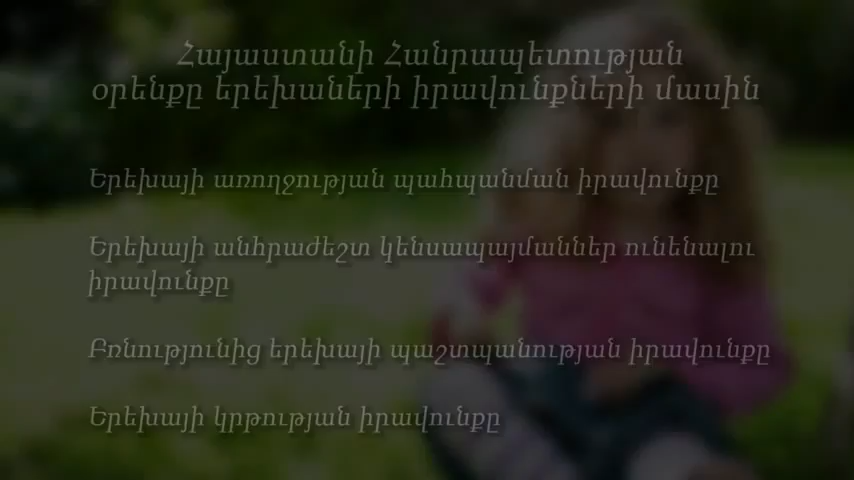 Հայաստանի Հանրապետության
օրենքը երեխաների իրավունքների մասին
Երեխայի առողջության պահպանման իրավունքը
Երեխայի անհրաժեշտ կենսապայմաններ ունենալու
իրավունքը
Բռնությունից երեխայի պաշտպանության իրավունքը
Երեխայի կրթության իրավունքը